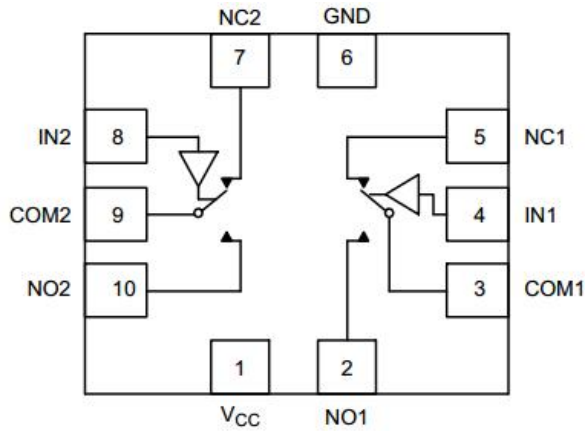 NC2 GND
7 6
IN2 8 5 NC1
COM2 9 4 IN1
NO2 10 3 COM1
1 2
VCC NO1